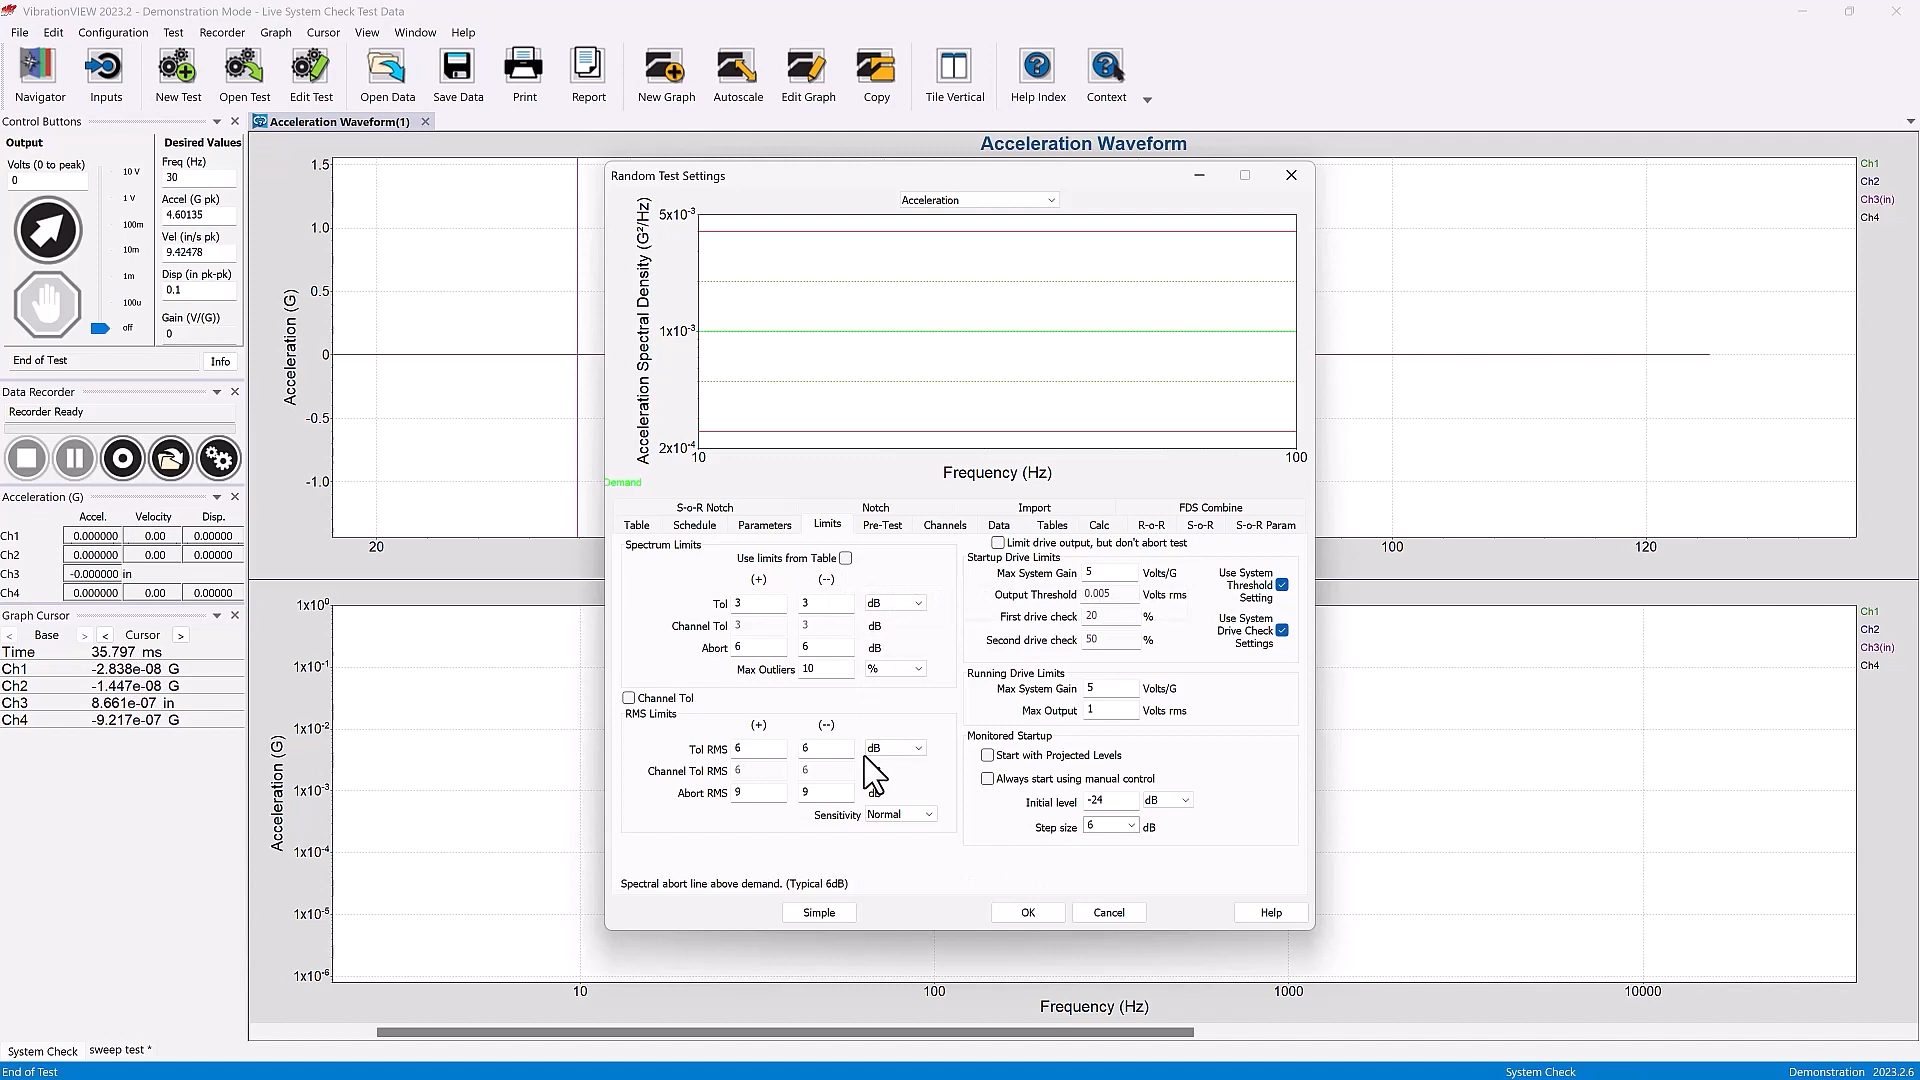 VibrationVIEW 2023.2 - Demonstration Mode - Live System Check Test Data
File Edit Configuration Test Recorder Graph Cursor View Window Help
Navigator Inputs New Test Open Test Edit Test Open Data Save Data Print Report New Graph Autoscale Edit Graph Copy Tile Vertical Help Index Context
Control Buttons
Output
Volts (0 to peak)
0
10 V
1 V
100m
10m
1m
100u
off
Desired Values
Freq (Hz)
30
Accel (G pk)
4.60135
Vel (in/s pk)
9.42478
Disp (in pk-pk)
0.1
Gain (V/(G))
0
End of Test Info
Data Recorder
Recorder Ready
Acceleration (G)
Accel. Velocity Disp.
Ch1 0.000000 0.00 0.00000
Ch2 0.000000 0.00 0.00000
Ch3 -0.000000 in
Ch4 0.000000 0.00 0.00000
Graph Cursor
< Base > < Cursor >
Time 35.797 ms
Ch1 -2.838e-08 G
Ch2 -1.447e-08 G
Ch3 8.661e-07 in
Ch4 -9.217e-07 G
System Check sweep test *
Acceleration Waveform(1)
Acceleration Waveform
Acceleration (G)
1.5
1.0
0.5
0
-0.5
-1.0
20 100 120
Ch1
Ch2
Ch3(in)
Ch4
Acceleration (G)
1x10⁰
1x10⁻¹
1x10⁻²
1x10⁻³
1x10⁻⁴
1x10⁻⁵
1x10⁻⁶
10 100 1000 10000
Frequency (Hz)
Ch1
Ch2
Ch3(in)
Ch4
Random Test Settings
Acceleration
Acceleration Spectral Density (G²/Hz)
5x10⁻³
1x10⁻³
2x10⁻⁴
10 100
Frequency (Hz)
Demand
S-o-R Notch Notch Import FDS Combine
Table Schedule Parameters Limits Pre-Test Channels Data Tables Calc R-o-R S-o-R S-o-R Param
Spectrum Limits
Use limits from Table
(+) (--)
Tol 3 3 dB
Channel Tol 3 3 dB
Abort 6 6 dB
Max Outliers 10 %
Channel Tol
RMS Limits
(+) (--)
Tol RMS 6 6 dB
Channel Tol RMS 6 6
Abort RMS 9 9 dB
Sensitivity Normal
Limit drive output, but don't abort test
Startup Drive Limits
Max System Gain 5 Volts/G
Output Threshold 0.005 Volts rms
First drive check 20 %
Second drive check 50 %
Use System
Threshold
Setting
Use System
Drive Check
Settings
Running Drive Limits
Max System Gain 5 Volts/G
Max Output 1 Volts rms
Monitored Startup
Start with Projected Levels
Always start using manual control
Initial level -24 dB
Step size 6 dB
Spectral abort line above demand. (Typical 6dB)
Simple OK Cancel Help
End of Test System Check Demonstration 2023.2.6